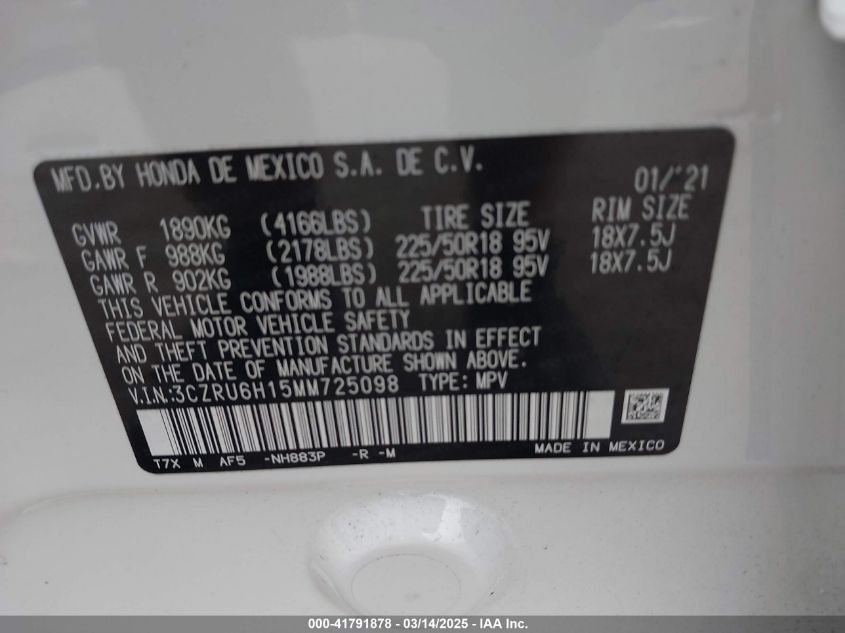 MFD.BY HONDA DE MEXICO S.A. DE C.V. 01/'21
GVWR 1890KG (4166LBS) TIRE SIZE RIM SIZE
GAWR F 988KG (2178LBS) 225/50R18 95V 18X7.5J
GAWR R 902KG (1988LBS) 225/50R18 95V 18X7.5J
THIS VEHICLE CONFORMS TO ALL APPLICABLE
FEDERAL MOTOR VEHICLE SAFETY
AND THEFT PREVENTION STANDARDS IN EFFECT
ON THE DATE OF MANUFACTURE SHOWN ABOVE.
V.I.N:3CZRU6H15MM725098 TYPE: MPV
T7X M AF5 -NH883P -R -M MADE IN MEXICO
000-41791878 - 03/14/2025 - IAAI.com.